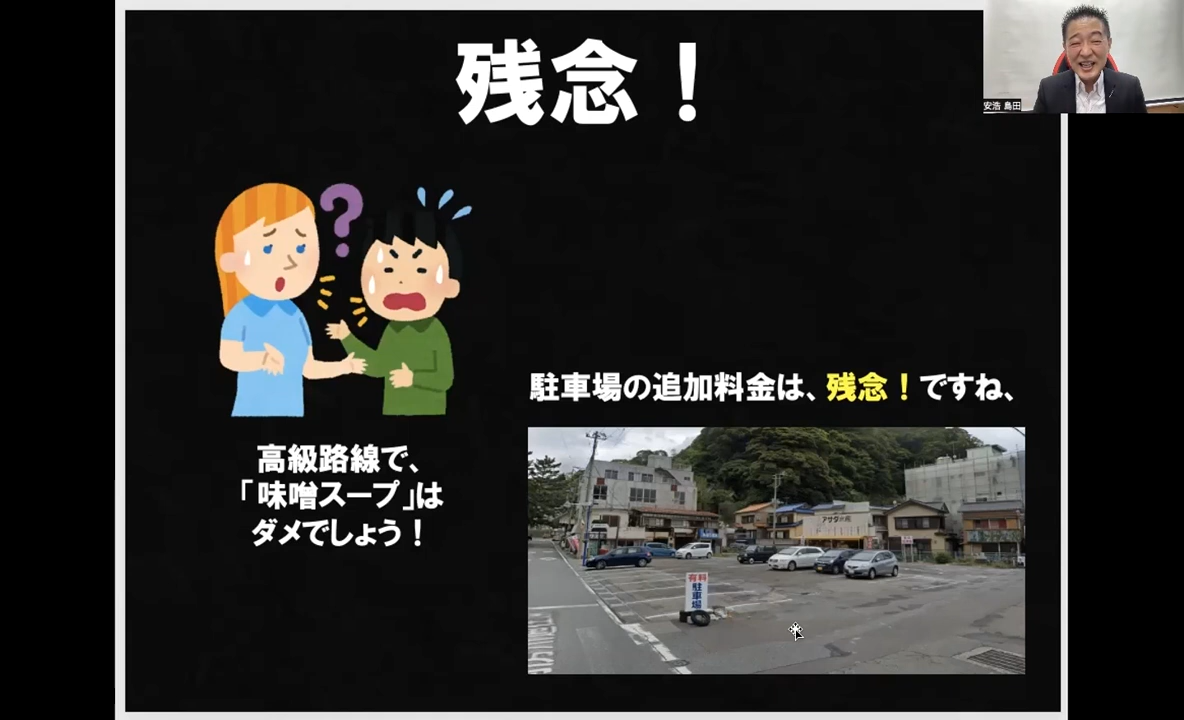 残念！
安浩 島田
駐車場の追加料金は、残念！ですね、
高級路線で、
「味噌スープ」は
ダメでしょう！
有料
駐車場